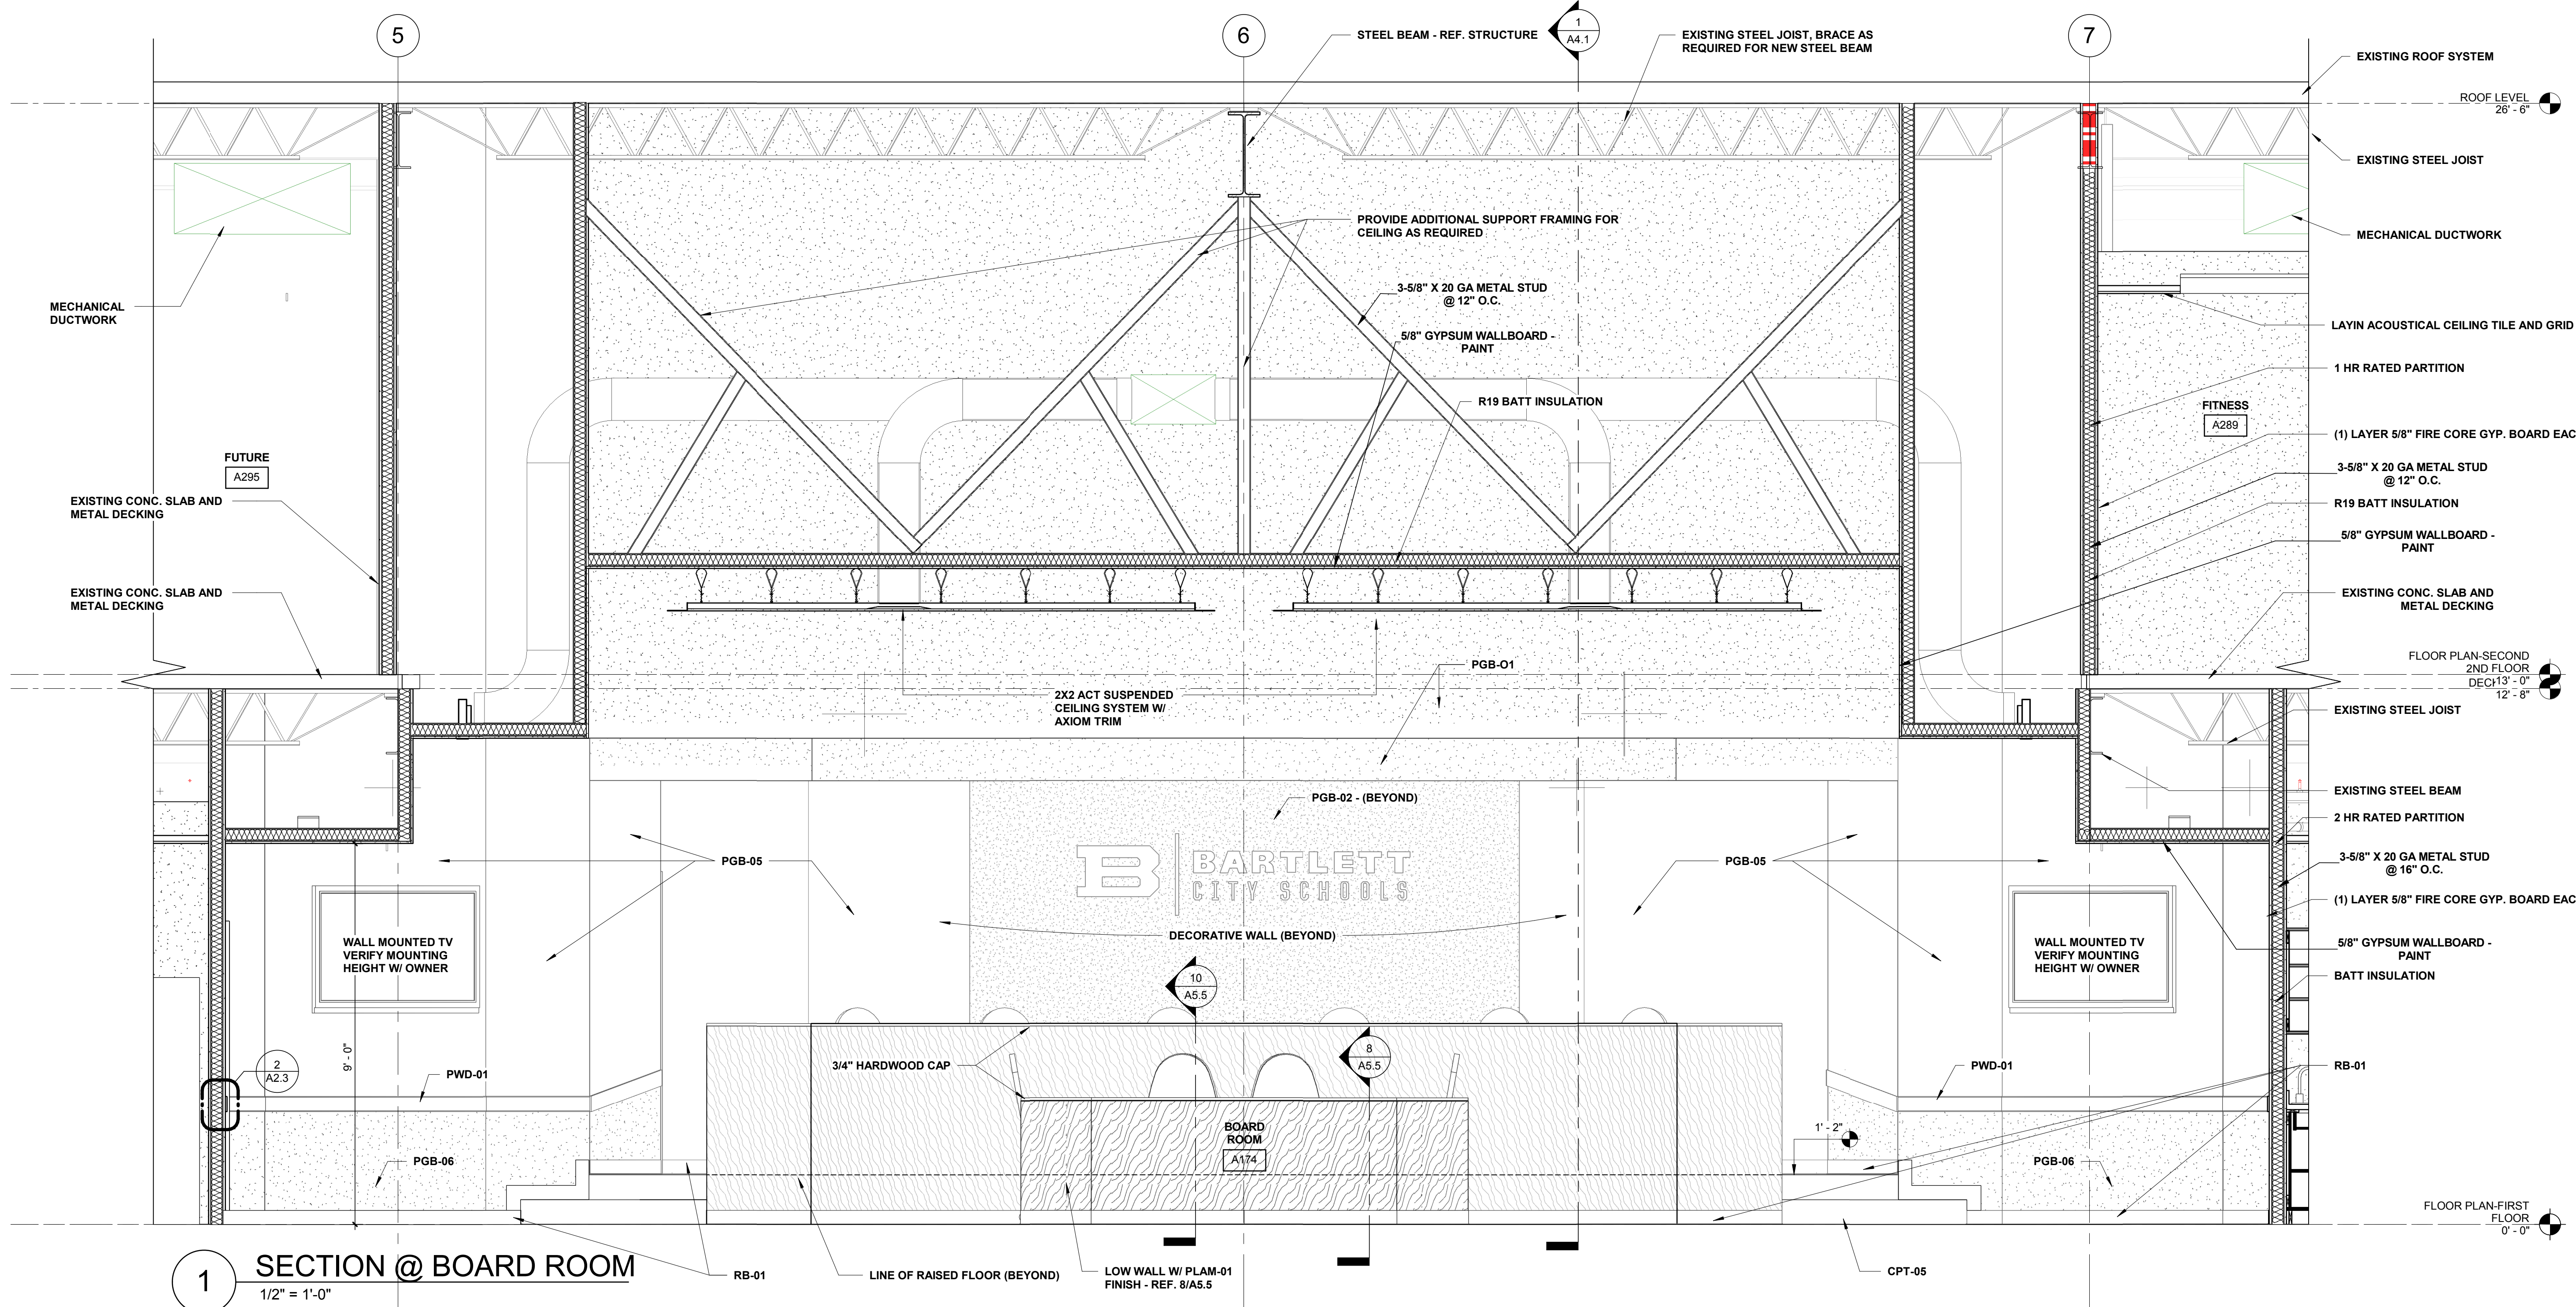 5
6
7
1
A4.1
STEEL BEAM - REF. STRUCTURE
EXISTING STEEL JOIST, BRACE AS
REQUIRED FOR NEW STEEL BEAM
EXISTING ROOF SYSTEM
ROOF LEVEL
26' - 6"
EXISTING STEEL JOIST
MECHANICAL DUCTWORK
PROVIDE ADDITIONAL SUPPORT FRAMING FOR
CEILING AS REQUIRED
3-5/8" X 20 GA METAL STUD
@ 12" O.C.
5/8" GYPSUM WALLBOARD -
PAINT
R19 BATT INSULATION
MECHANICAL
DUCTWORK
FUTURE
A295
EXISTING CONC. SLAB AND
METAL DECKING
EXISTING CONC. SLAB AND
METAL DECKING
LAYIN ACOUSTICAL CEILING TILE AND GRID
1 HR RATED PARTITION
FITNESS
A289
(1) LAYER 5/8" FIRE CORE GYP. BOARD EAC
3-5/8" X 20 GA METAL STUD
@ 12" O.C.
R19 BATT INSULATION
5/8" GYPSUM WALLBOARD -
PAINT
EXISTING CONC. SLAB AND
METAL DECKING
FLOOR PLAN-SECOND
2ND FLOOR
DECK
13' - 0"
12' - 8"
EXISTING STEEL JOIST
EXISTING STEEL BEAM
2 HR RATED PARTITION
3-5/8" X 20 GA METAL STUD
@ 16" O.C.
(1) LAYER 5/8" FIRE CORE GYP. BOARD EAC
5/8" GYPSUM WALLBOARD -
PAINT
BATT INSULATION
RB-01
PGB-O1
2X2 ACT SUSPENDED
CEILING SYSTEM W/
AXIOM TRIM
PGB-02 - (BEYOND)
B
BARTLETT
CITY SCHOOLS
PGB-05
PGB-05
DECORATIVE WALL (BEYOND)
WALL MOUNTED TV
VERIFY MOUNTING
HEIGHT W/ OWNER
WALL MOUNTED TV
VERIFY MOUNTING
HEIGHT W/ OWNER
10
A5.5
8
A5.5
3/4" HARDWOOD CAP
9' - 0"
2
A2.3
PWD-01
PWD-01
BOARD
ROOM
A174
1' - 2"
PGB-06
PGB-06
FLOOR PLAN-FIRST
FLOOR
0' - 0"
1
SECTION @ BOARD ROOM
1/2" = 1'-0"
RB-01
LINE OF RAISED FLOOR (BEYOND)
LOW WALL W/ PLAM-01
FINISH - REF. 8/A5.5
CPT-05